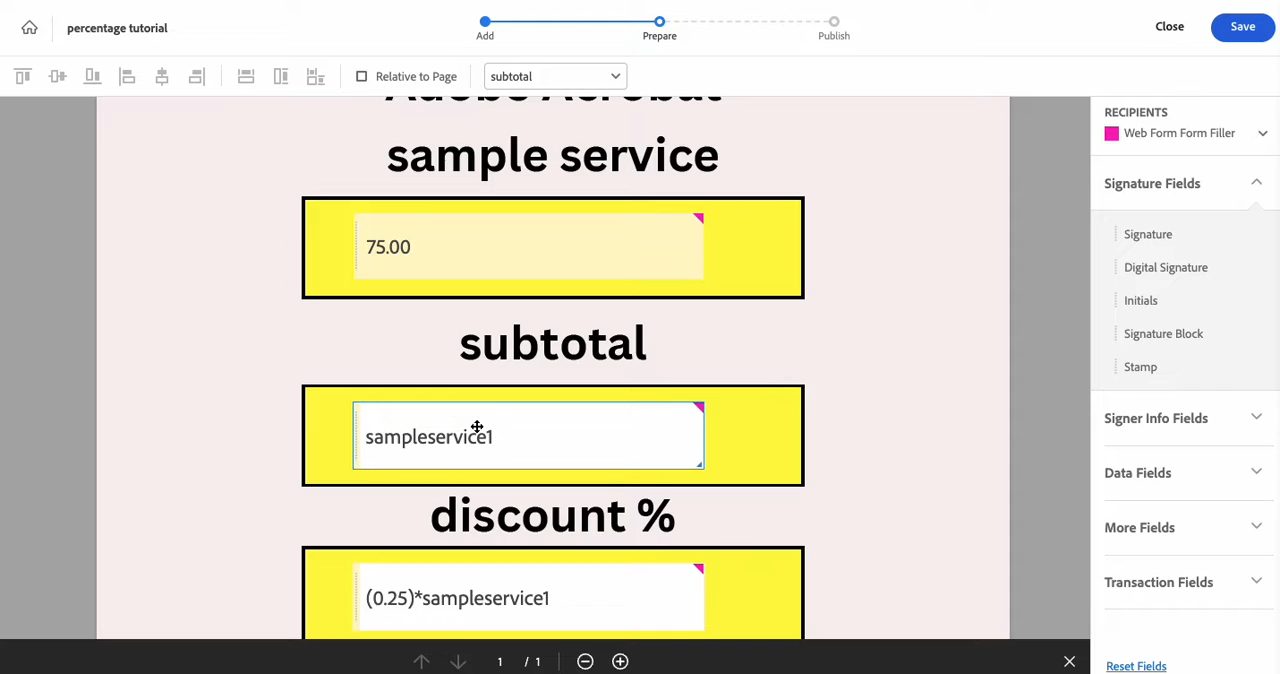 percentage tutorial
Add
Prepare
Publish
Close
Save
Relative to Page
subtotal
Adobe Acrobat
sample service
75.00
subtotal
sampleservice1
discount %
(0.25)*sampleservice1
RECIPIENTS
Web Form Form Filler
Signature Fields
Signature
Digital Signature
Initials
Signature Block
Stamp
Signer Info Fields
Data Fields
More Fields
Transaction Fields
Reset Fields
1 / 1